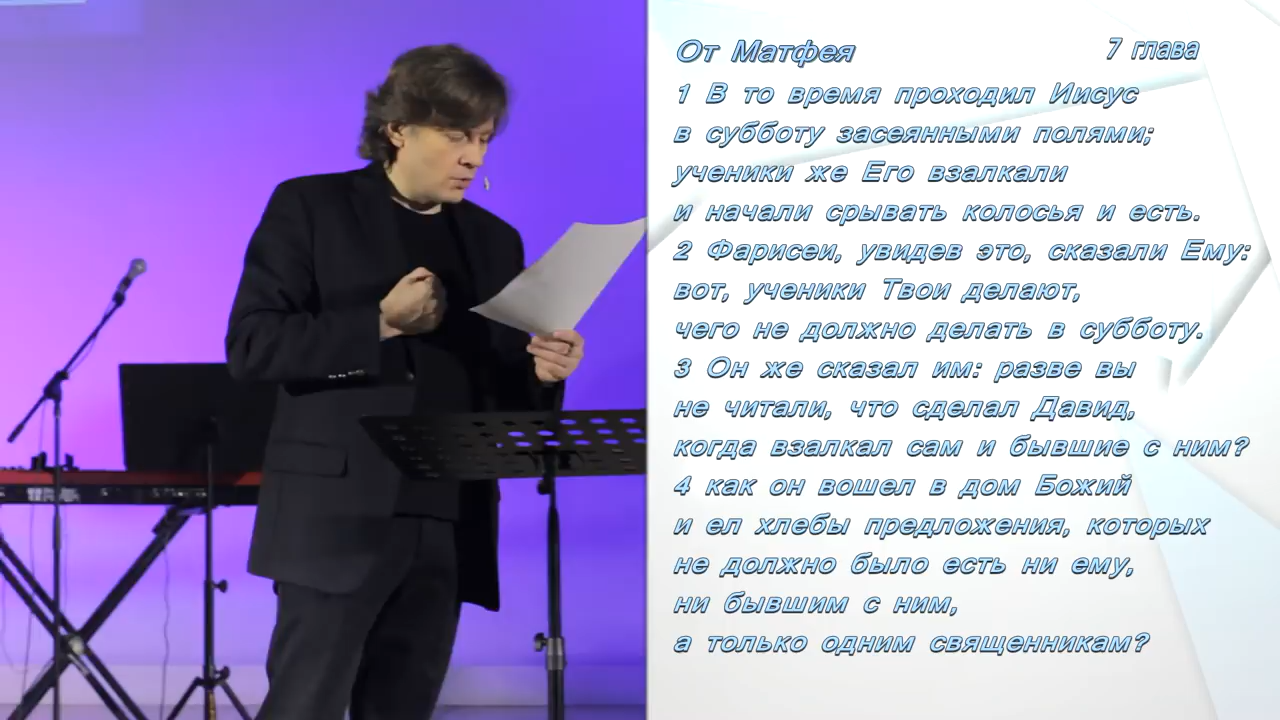 От Матфея 7 глава
1 В то время проходил Иисус
в субботу засеянными полями;
ученики же Его взалкали
и начали срывать колосья и есть.
2 Фарисеи, увидев это, сказали Ему:
вот, ученики Твои делают,
чего не должно делать в субботу.
3 Он же сказал им: разве вы
не читали, что сделал Давид,
когда взалкал сам и бывшие с ним?
4 как он вошел в дом Божий
и ел хлебы предложения, которых
не должно было есть ни ему,
ни бывшим с ним,
а только одним священникам?